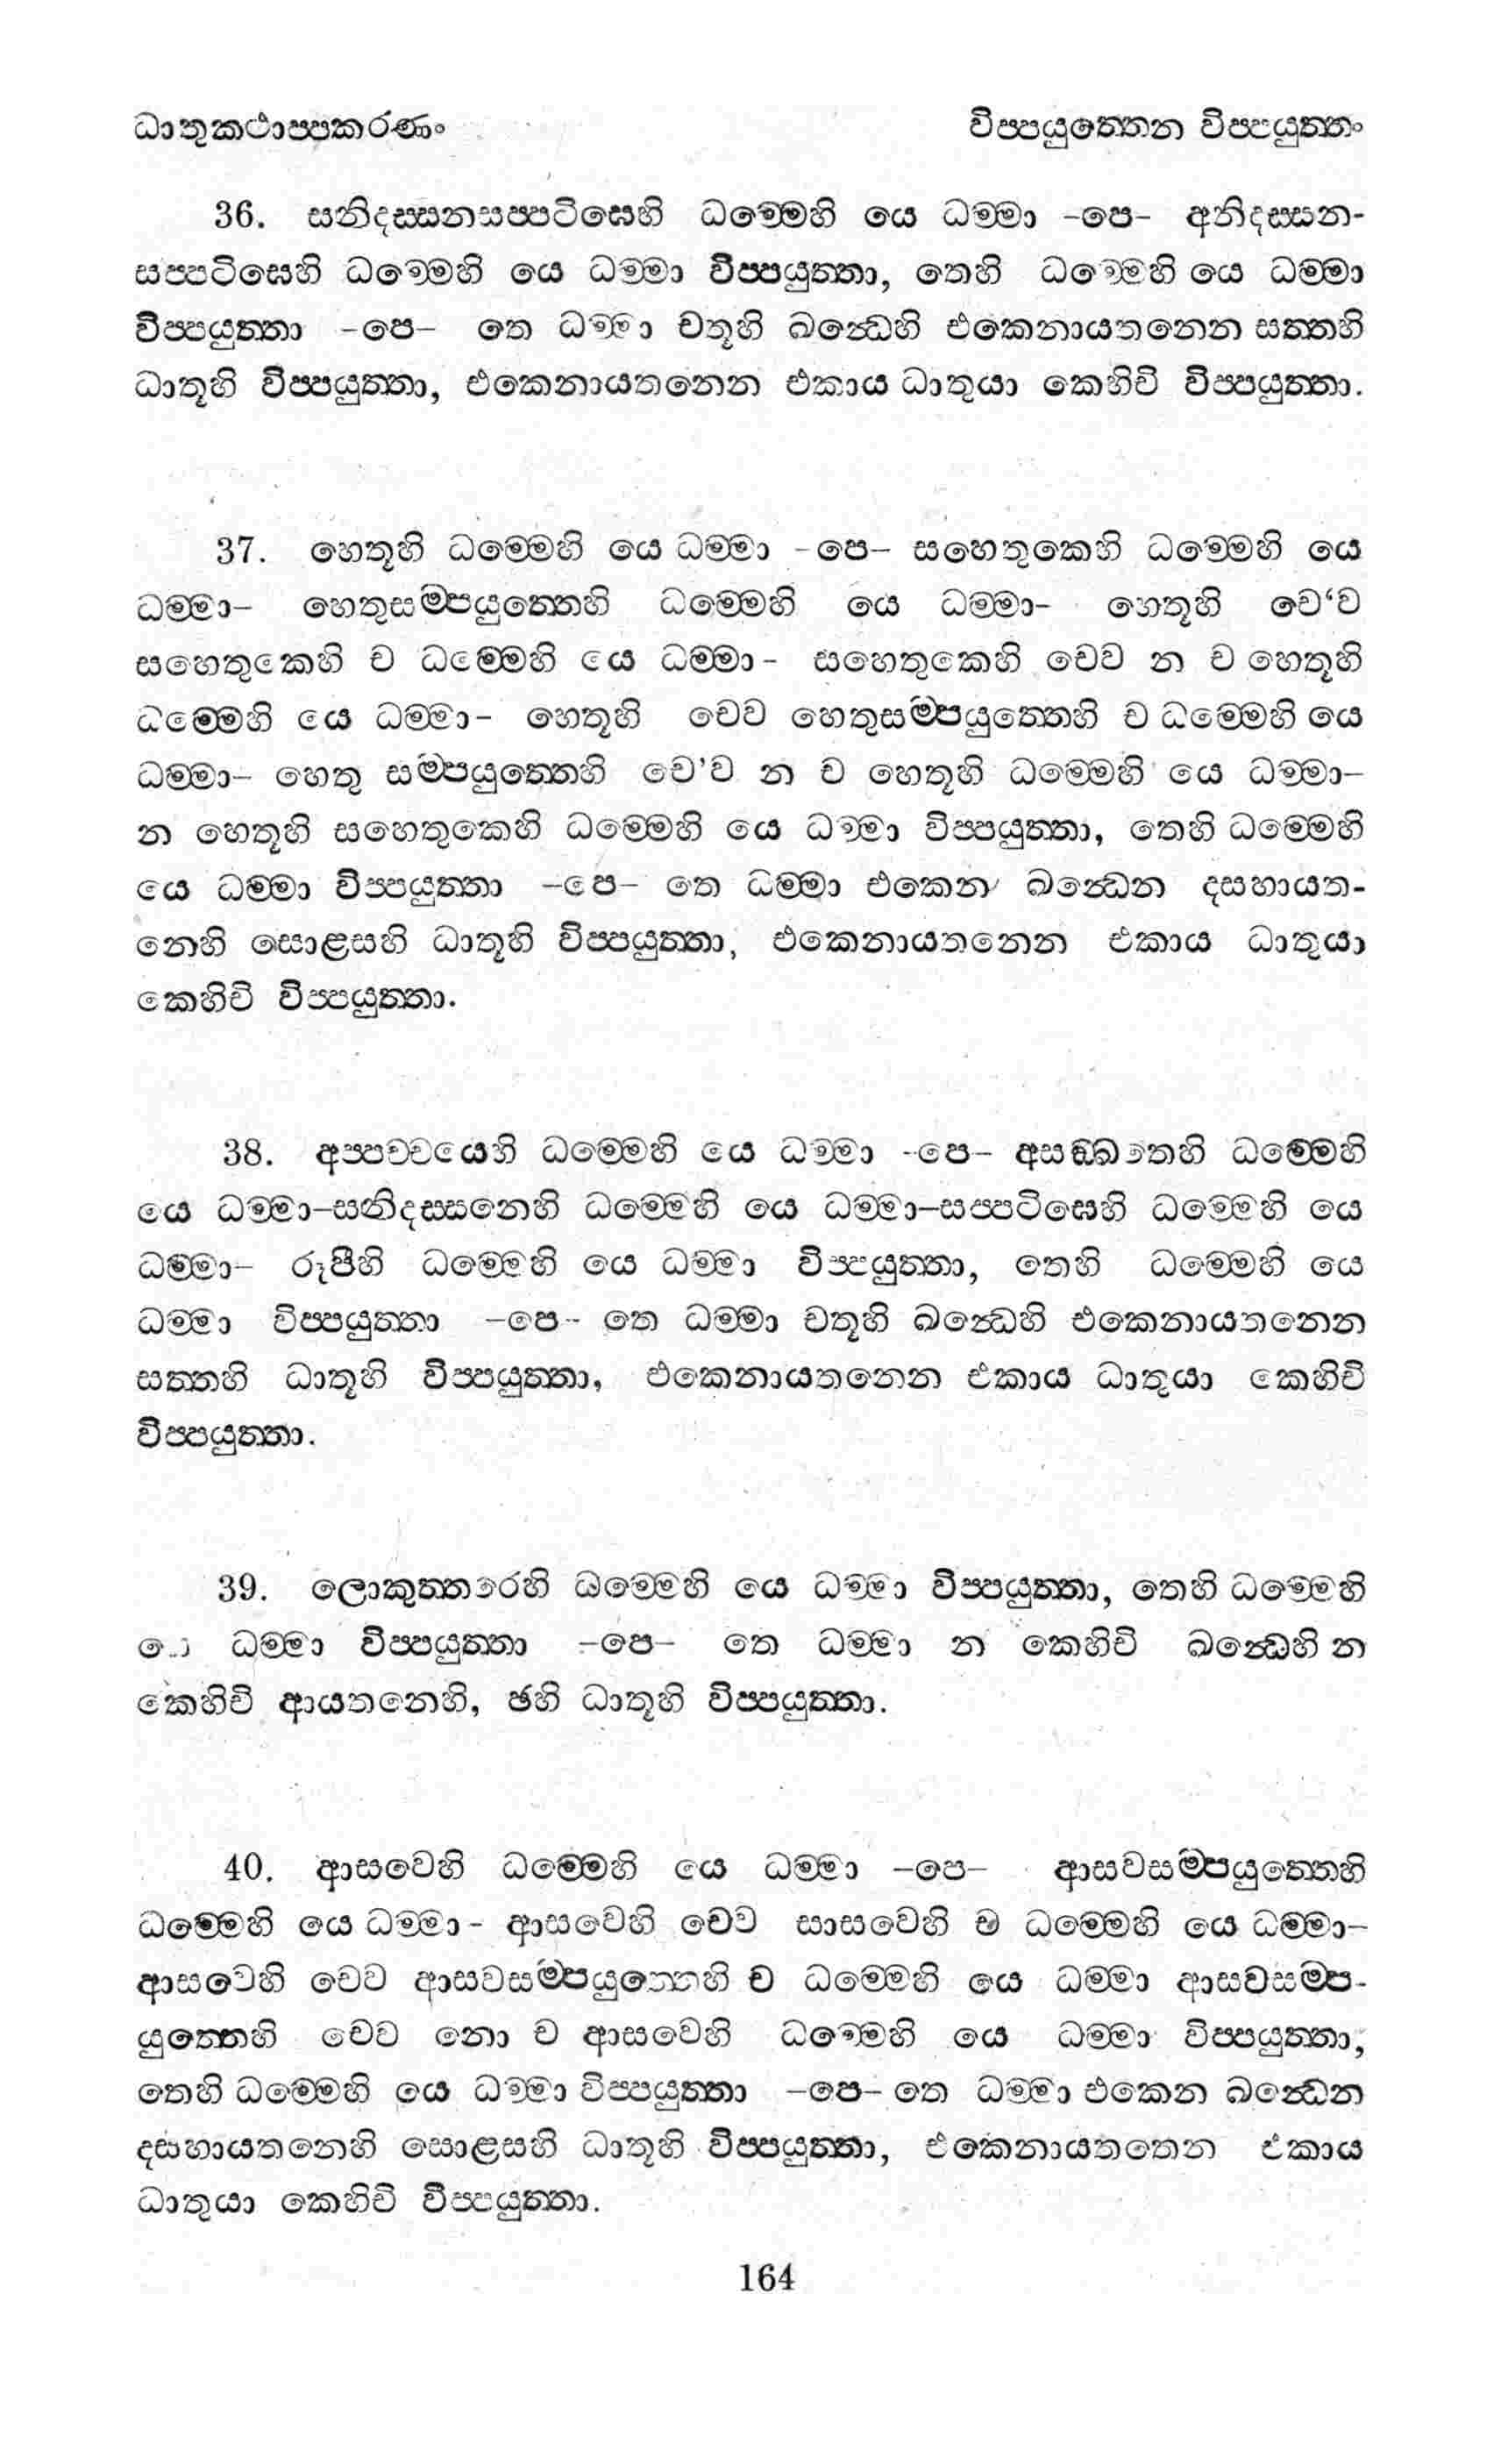 ධාතුකථාප්පකරණං විප්පයුත්තෙන විප්පයුත්තං
36. සනිදස්සනසප්පටිඝෙහි ධම්මෙහි යෙ ධම්මා -පෙ- අනිදස්සන-
සප්පටිඝෙහි ධම්මෙහි යෙ ධම්මා විප්පයුත්තා, තෙහි ධම්මෙහි යෙ ධම්මා
විප්පයුත්තා -පෙ- තෙ ධම්මා චතූහි ඛන්ධෙහි එකෙනායතනෙන සත්තහි
ධාතූහි විප්පයුත්තා, එකෙනායතනෙන එකාය ධාතුයා කෙහිචි විප්පයුත්තා.
37. හෙතූහි ධම්මෙහි යෙ ධම්මා -පෙ- සහෙතුකෙහි ධම්මෙහි යෙ
ධම්මා- හෙතුසම්පයුත්තෙහි ධම්මෙහි යෙ ධම්මා- හෙතූහි චෙ‘ව
සහෙතුකෙහි ච ධම්මෙහි යෙ ධම්මා- සහෙතුකෙහි චෙව න ච හෙතූහි
ධම්මෙහි යෙ ධම්මා- හෙතූහි චෙව හෙතුසම්පයුත්තෙහි ච ධම්මෙහි යෙ
ධම්මා- හෙතු සම්පයුත්තෙහි චෙ’ව න ච හෙතූහි ධම්මෙහි යෙ ධම්මා-
න හෙතූහි සහෙතුකෙහි ධම්මෙහි යෙ ධම්මා විප්පයුත්තා, තෙහි ධම්මෙහි
යෙ ධම්මා විප්පයුත්තා -පෙ- තෙ ධම්මා එකෙන ඛන්ධෙන දසහායත-
නෙහි සොළසහි ධාතූහි විප්පයුත්තා, එකෙනායතනෙන එකාය ධාතුයා
කෙහිචි විප්පයුත්තා.
38. අප්පච්චයෙහි ධම්මෙහි යෙ ධම්මා -පෙ- අසඞ්ඛතෙහි ධම්මෙහි
යෙ ධම්මා-සනිදස්සනෙහි ධම්මෙහි යෙ ධම්මා-සප්පටිඝෙහි ධම්මෙහි යෙ
ධම්මා- රූපීහි ධම්මෙහි යෙ ධම්මා විප්පයුත්තා, තෙහි ධම්මෙහි යෙ
ධම්මා විප්පයුත්තා -පෙ- තෙ ධම්මා චතූහි ඛන්ධෙහි එකෙනායතනෙන
සත්තහි ධාතූහි විප්පයුත්තා, එකෙනායතනෙන එකාය ධාතුයා කෙහිචි
විප්පයුත්තා.
39. ලොකුත්තරෙහි ධම්මෙහි යෙ ධම්මා විප්පයුත්තා, තෙහි ධම්මෙහි
ධම්මා විප්පයුත්තා -පෙ- තෙ ධම්මා න කෙහිචි ඛන්ධෙහි න
කෙහිචි ආයතනෙහි, ඡහි ධාතූහි විප්පයුත්තා.
40. ආසවෙහි ධම්මෙහි යෙ ධම්මා -පෙ- ආසවසම්පයුත්තෙහි
ධම්මෙහි යෙ ධම්මා- ආසවෙහි චෙව සාසවෙහි ච ධම්මෙහි යෙ ධම්මා-
ආසවෙහි චෙව ආසවසම්පයුත්තෙහි ච ධම්මෙහි යෙ ධම්මා ආසවසම්ප-
යුත්තෙහි චෙව නො ච ආසවෙහි ධම්මෙහි යෙ ධම්මා විප්පයුත්තා,
තෙහි ධම්මෙහි යෙ ධම්මා විප්පයුත්තා -පෙ- තෙ ධම්මා එකෙන ඛන්ධෙන
දසහායතනෙහි සොළසහි ධාතූහි විප්පයුත්තා, එකෙනායතතෙන එකාය
ධාතුයා කෙහිචි විප්පයුත්තා.
164